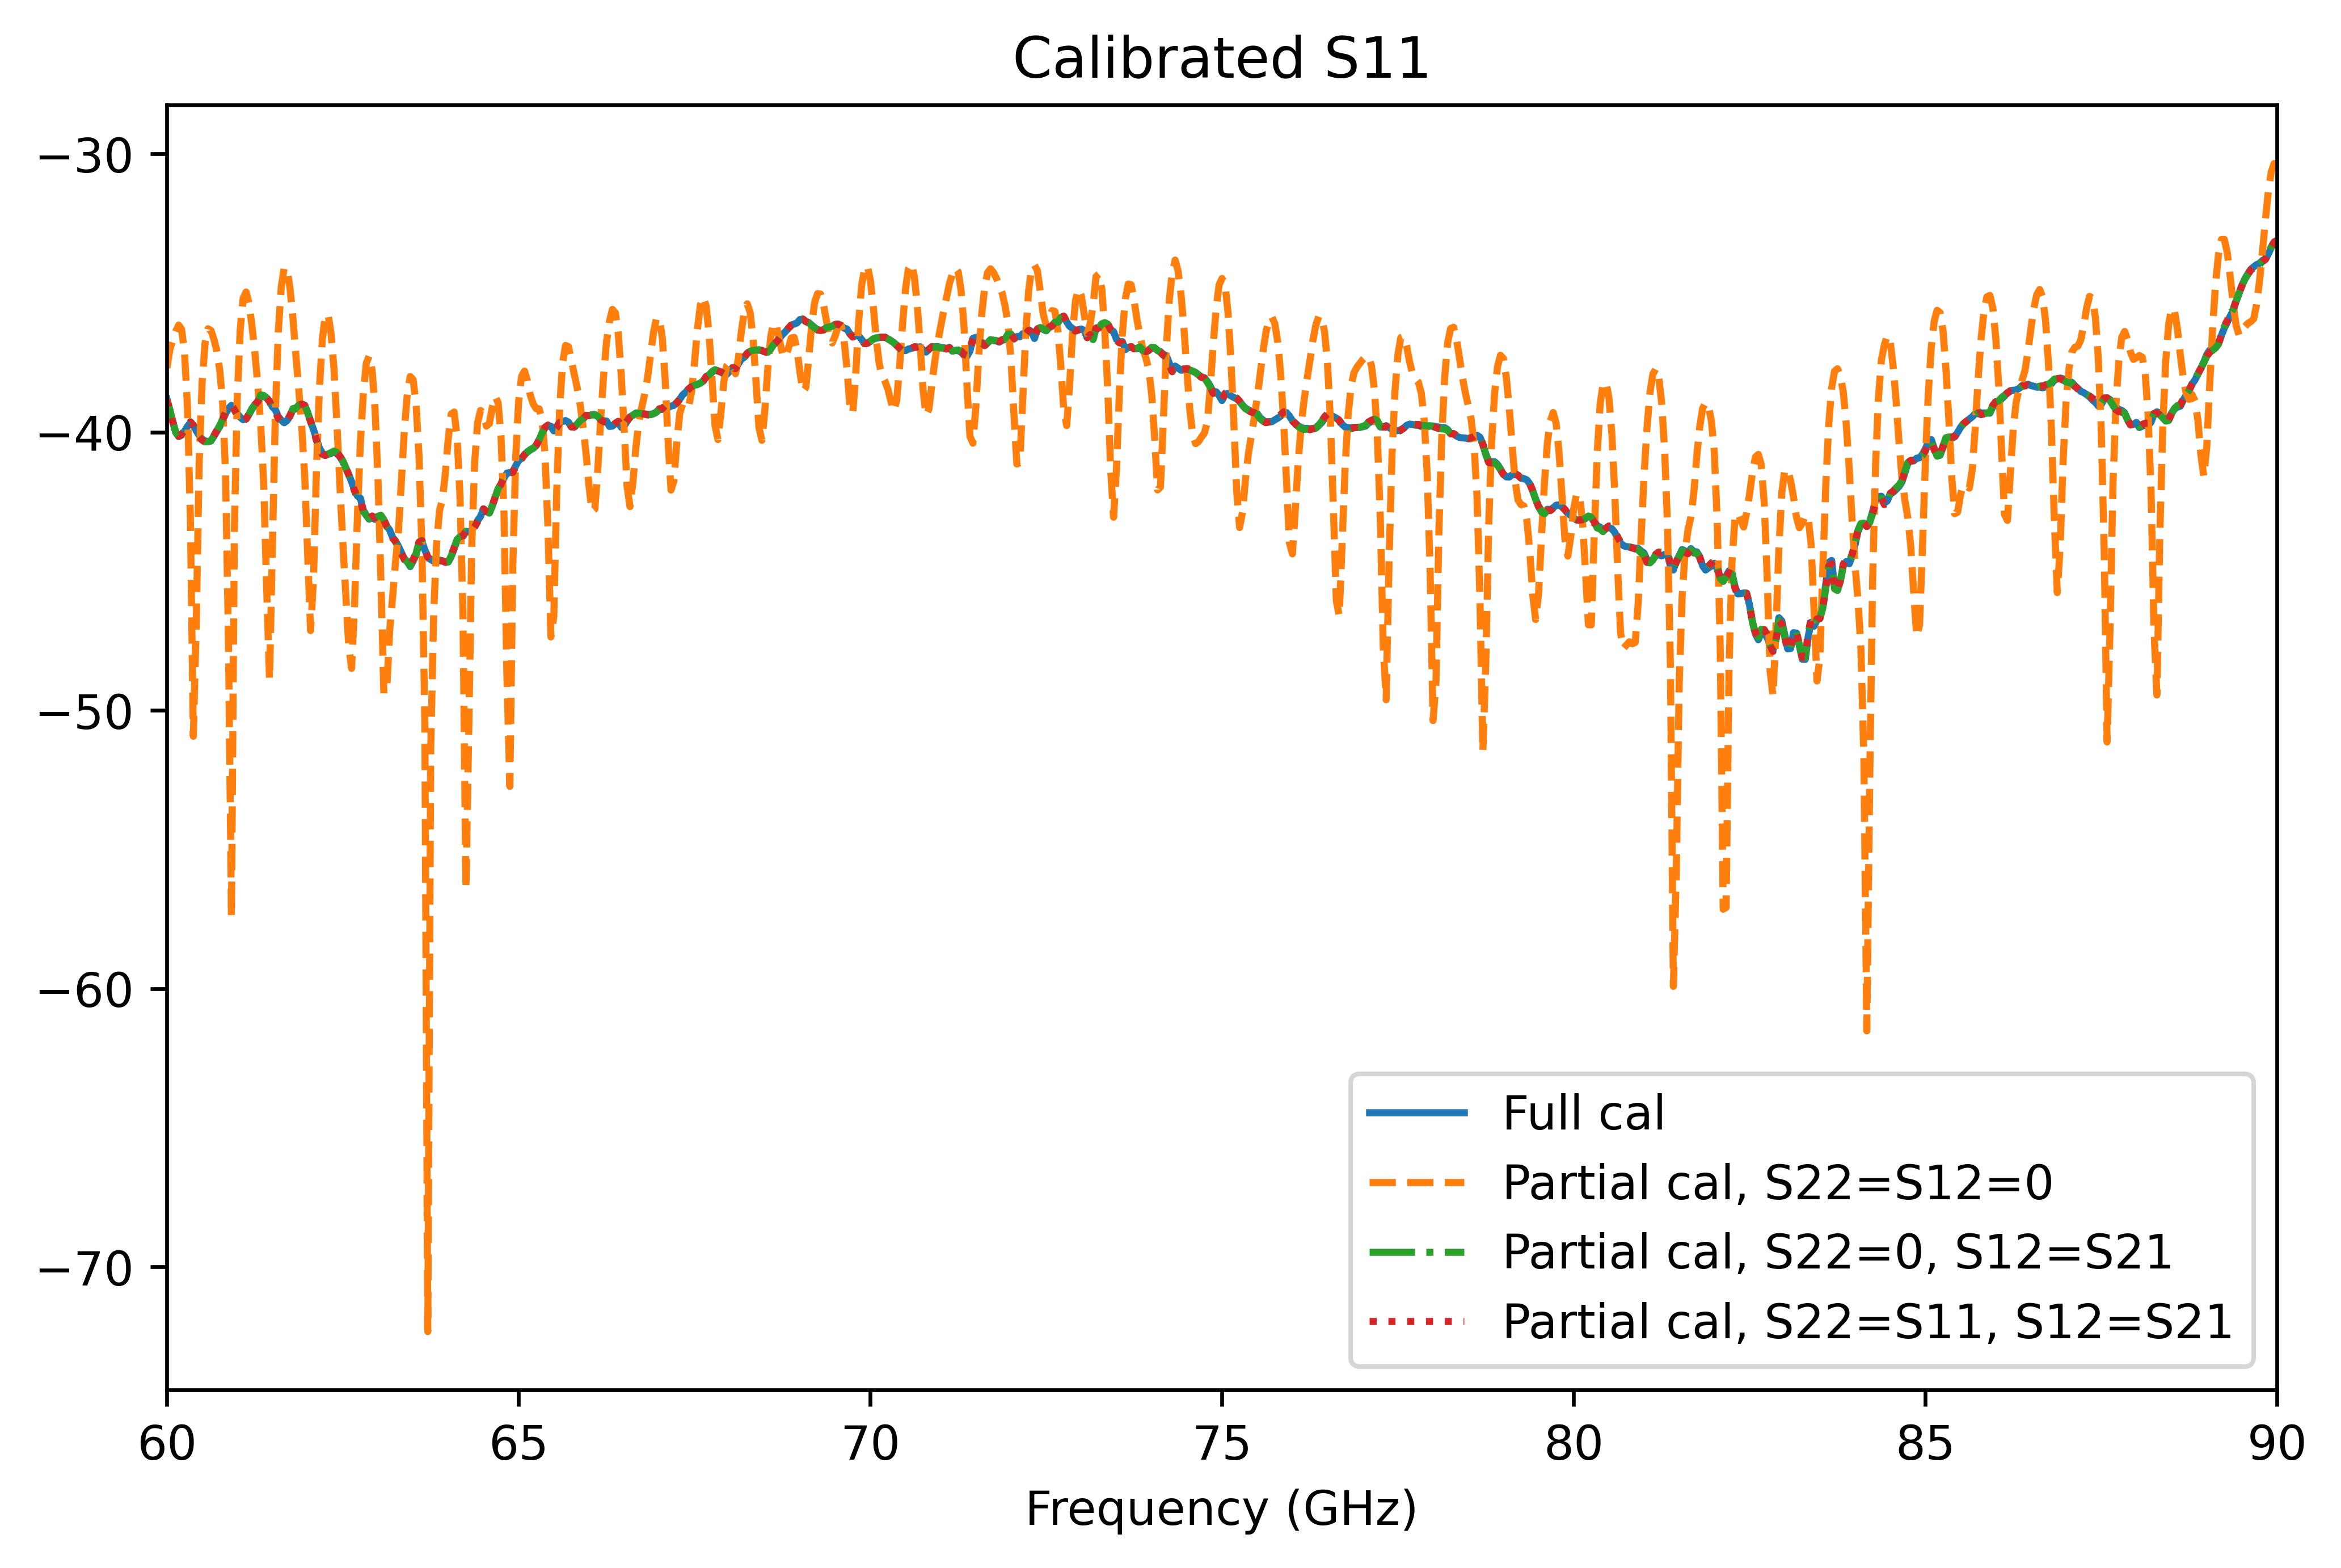 Calibrated S11
−30
−40
−50
−60
−70
Full cal
Partial cal, S22=S12=0
Partial cal, S22=0, S12=S21
Partial cal, S22=S11, S12=S21
60 65 70 75 80 85 90
Frequency (GHz)